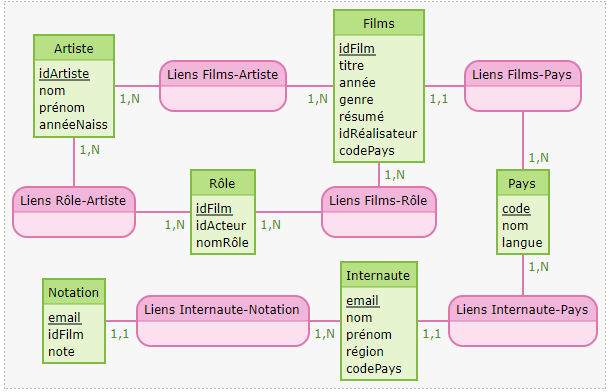 Films
idFilm
titre
année
genre
résumé
idRéalisateur
codePays
Artiste
idArtiste
nom
prénom
annéeNaiss
Liens Films-Artiste
Liens Films-Pays
1,N
1,N
1,1
1,N
1,N
1,N
Liens Rôle-Artiste
Rôle
idFilm
idActeur
nomRôle
Liens Films-Rôle
Pays
code
nom
langue
1,N
1,N
1,N
Notation
email
idFilm
note
Liens Internaute-Notation
Internaute
email
nom
prénom
région
codePays
Liens Internaute-Pays
1,1
1,N
1,1